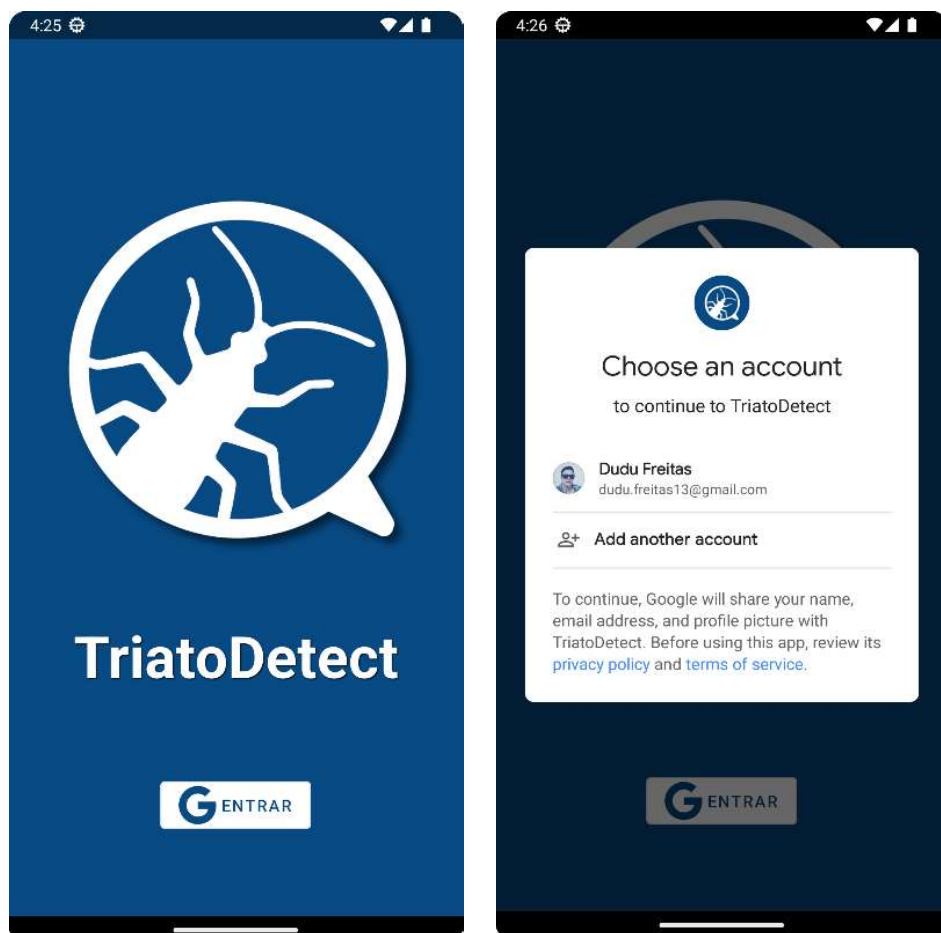 4:25
TriatoDetect
G ENTRAR
4:26
Choose an account
to continue to TriatoDetect
Dudu Freitas
dudu.freitas13@gmail.com
Add another account
To continue, Google will share your name,
email address, and profile picture with
TriatoDetect. Before using this app, review its
privacy policy and terms of service.
G ENTRAR